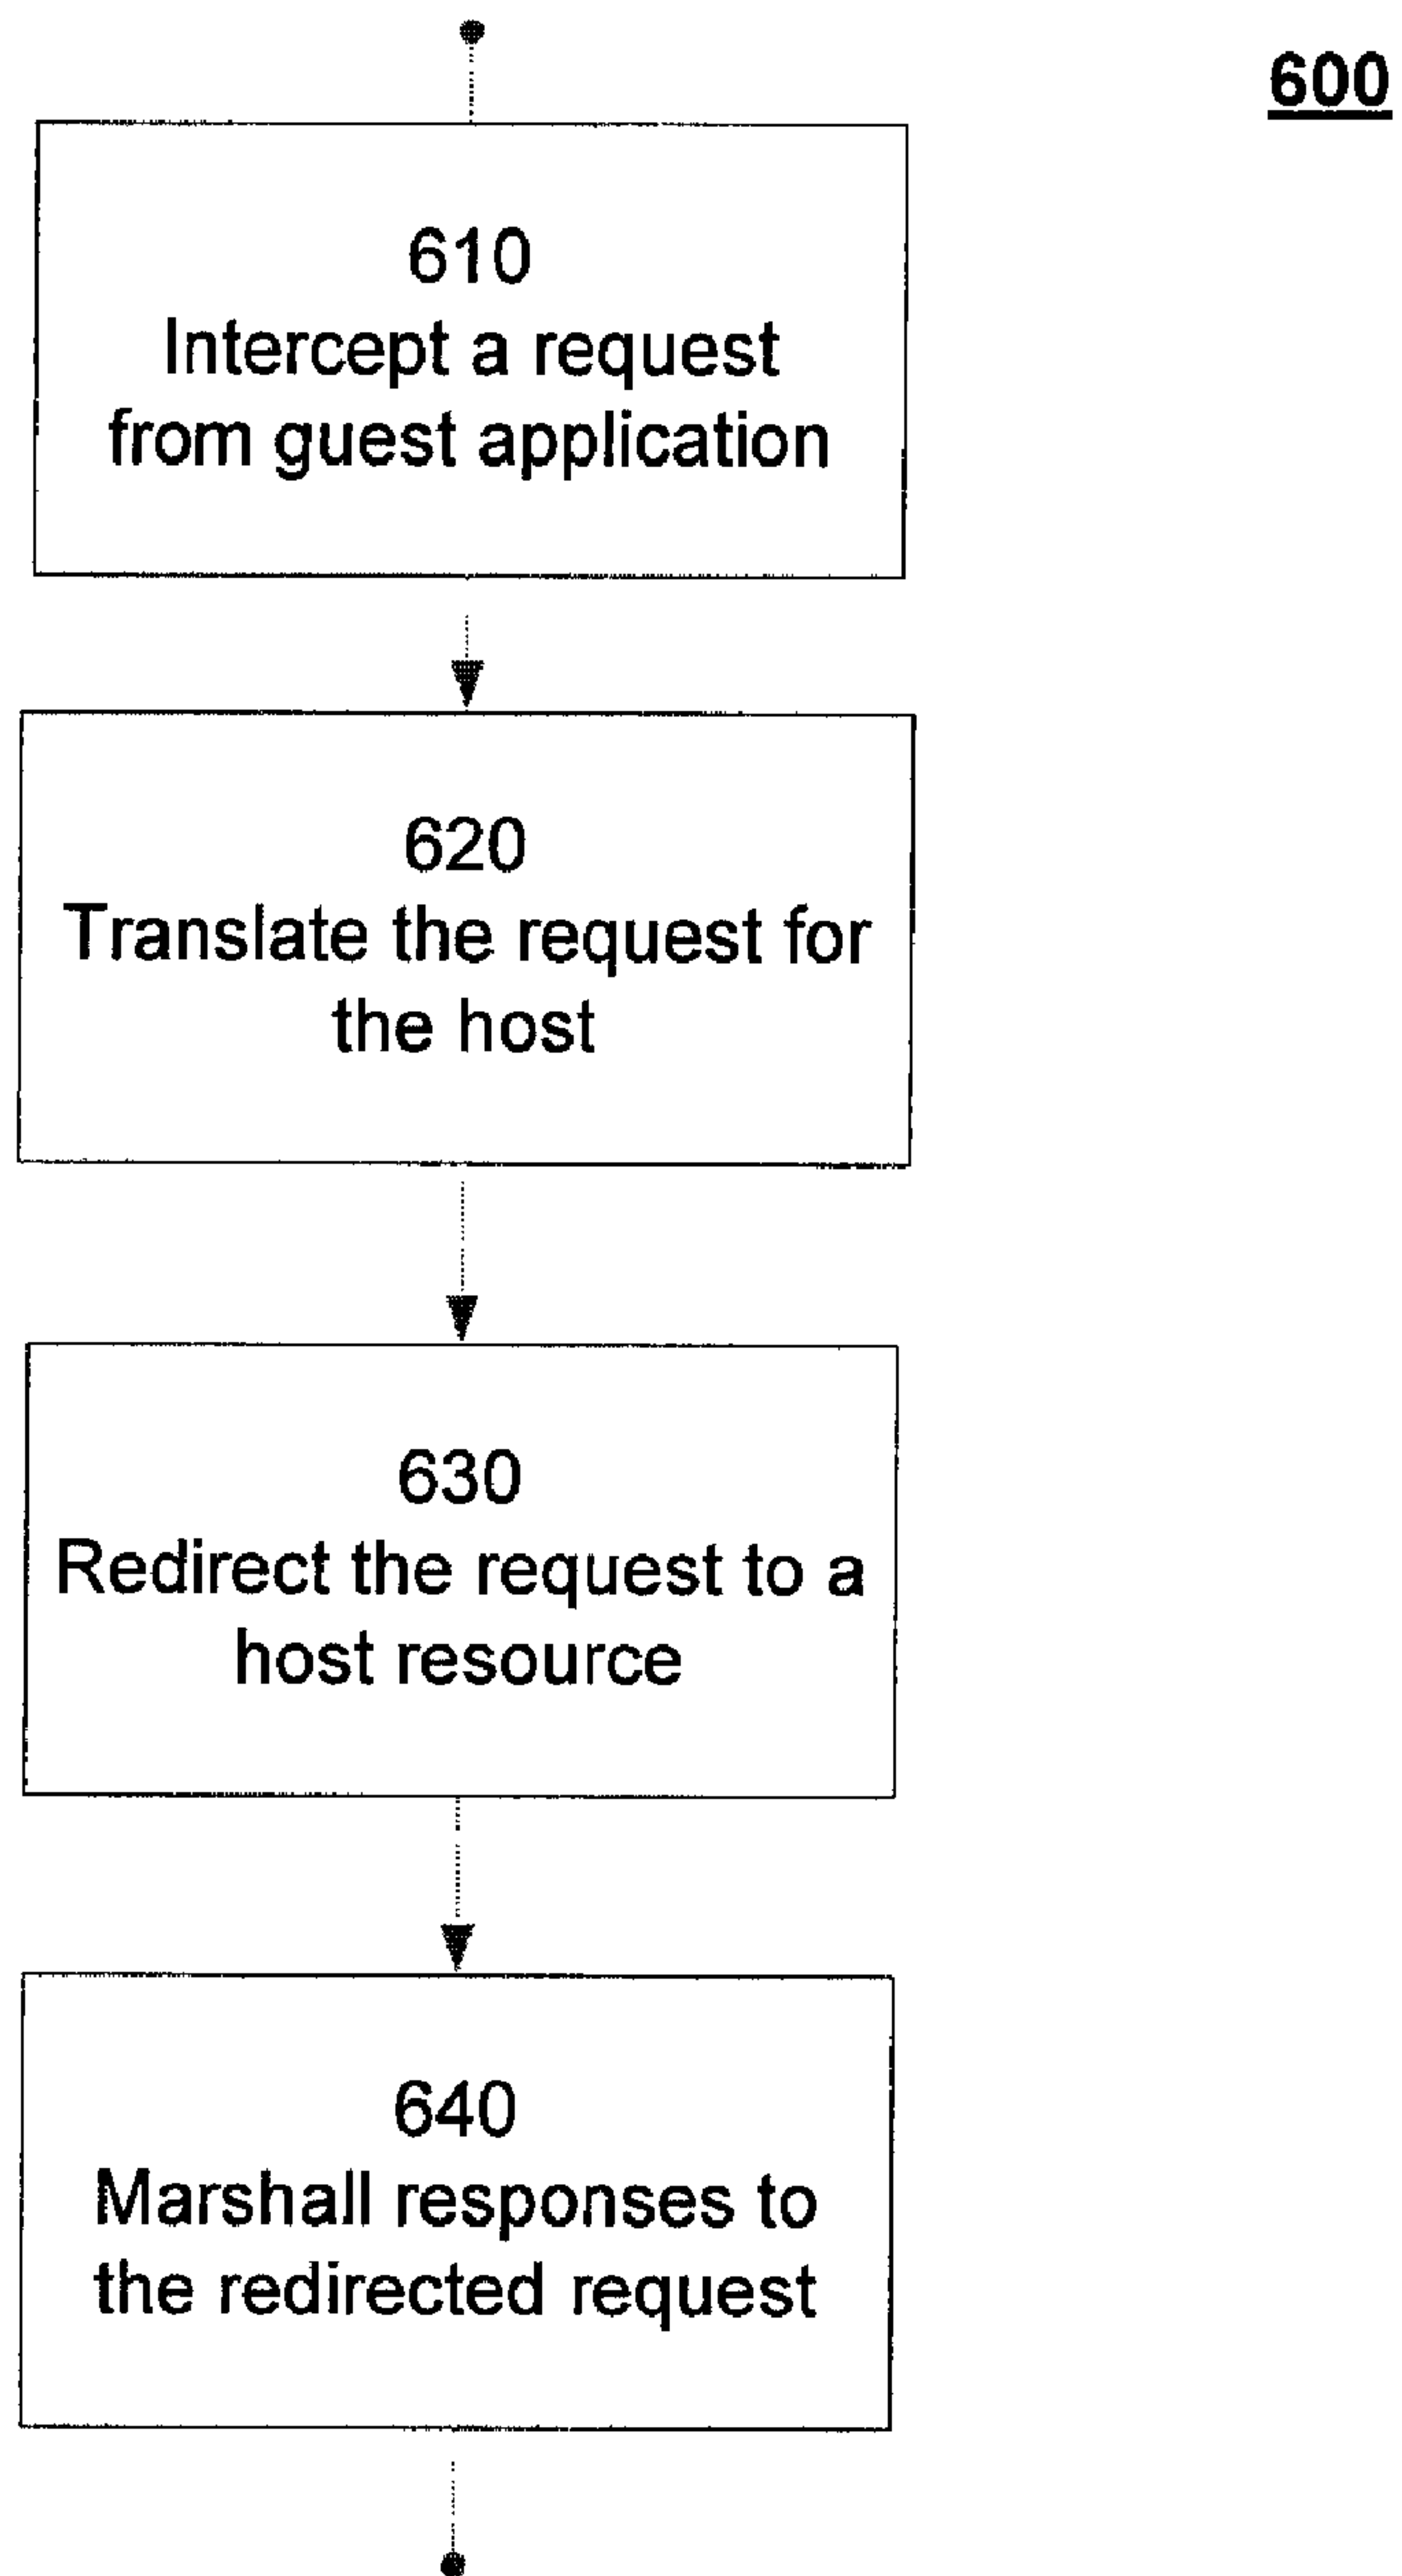 600
610
Intercept a request
from guest application
620
Translate the request for
the host
630
Redirect the request to a
host resource
640
Marshall responses to
the redirected request